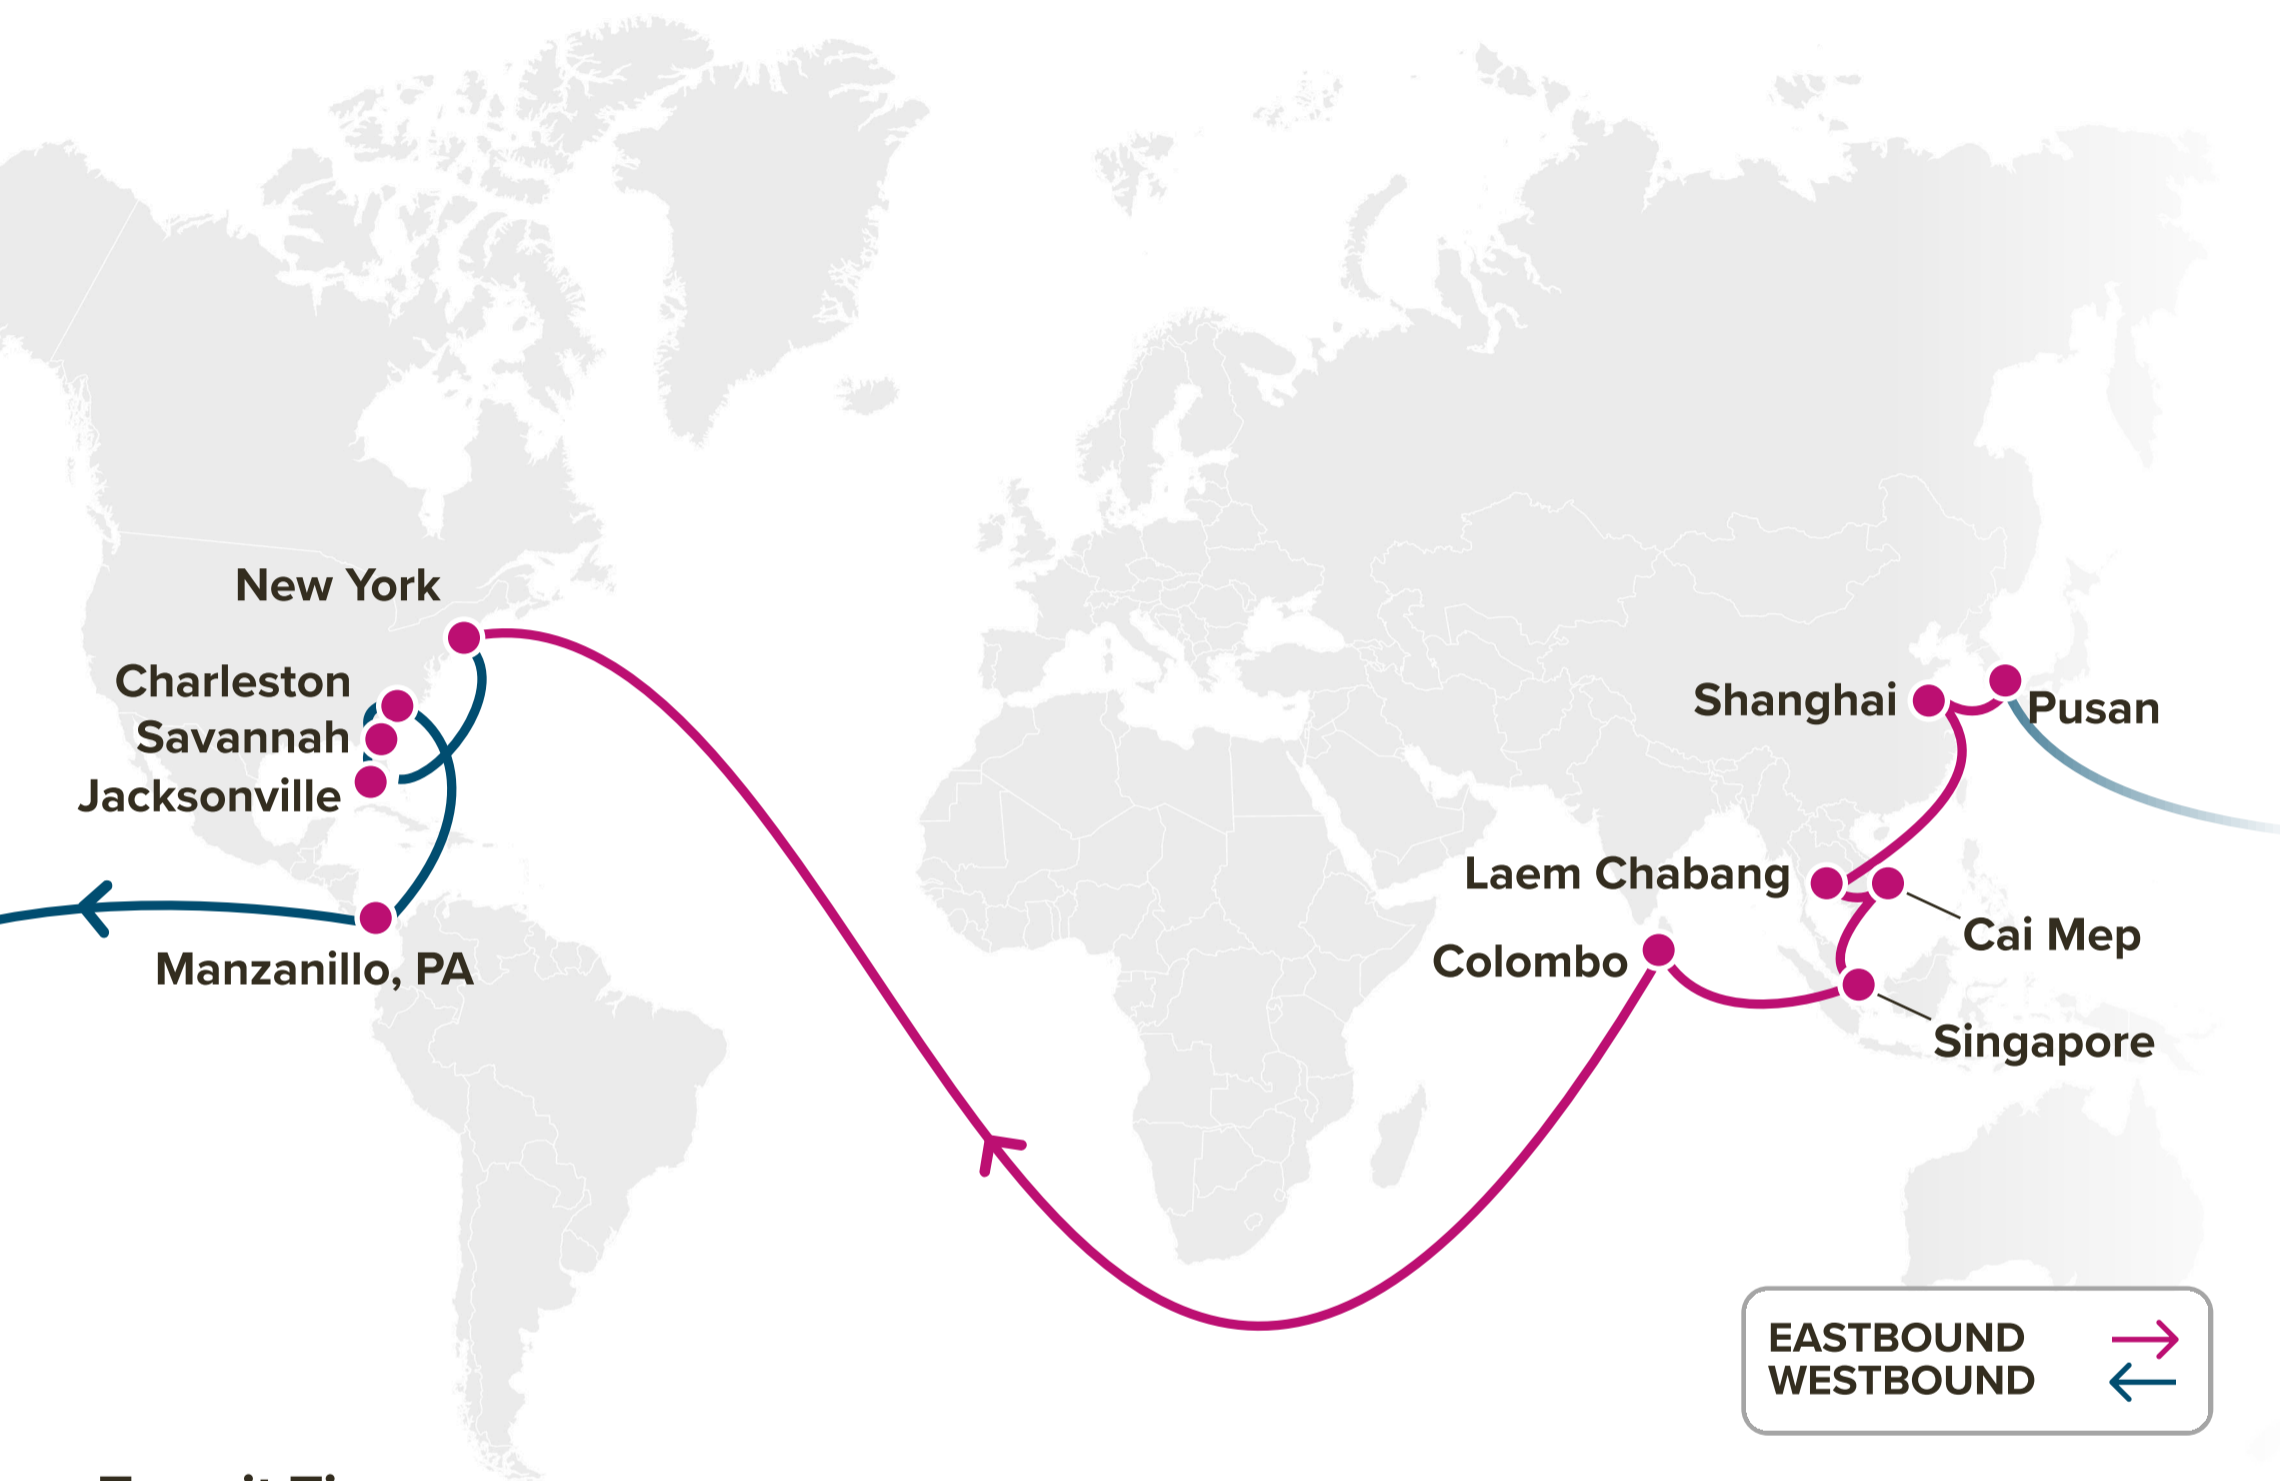 New York
Charleston
Savannah
Jacksonville
Manzanillo, PA
Shanghai
Pusan
Laem Chabang
Cai Mep
Colombo
Singapore
EASTBOUND
WESTBOUND